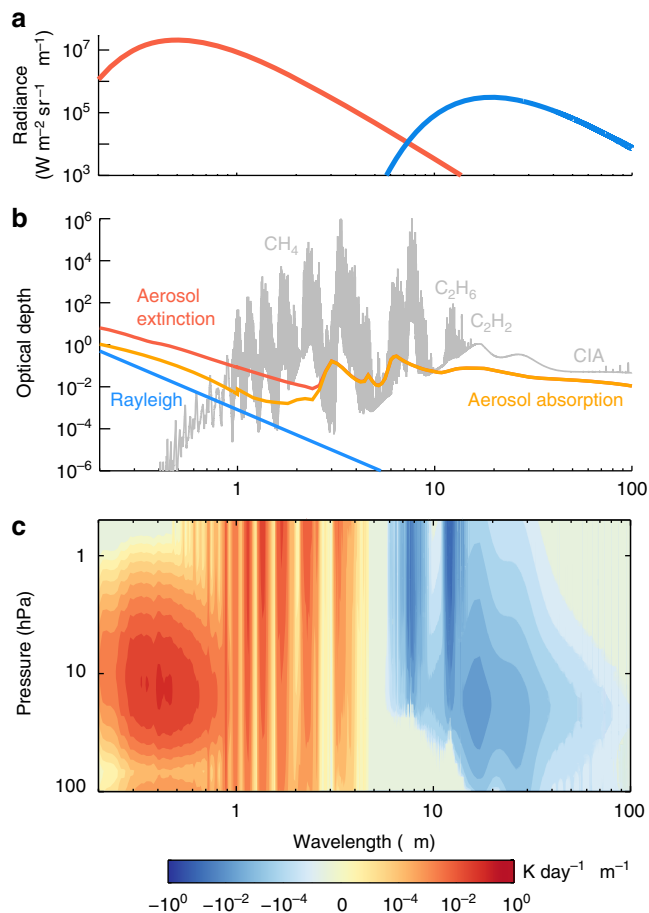 a
Radiance
(W m−2 sr−1 m−1)
10⁷
10⁵
10³
b
Optical depth
10⁶
10⁴
10²
10⁰
10⁻²
10⁻⁴
10⁻⁶
CH₄
C₂H₆
C₂H₂
CIA
Aerosol
extinction
Rayleigh
Aerosol absorption
1 10 100
c
Pressure (hPa)
1
10
100
1 10 100
Wavelength ( m)
K day⁻¹ m⁻¹
−10⁰ −10⁻² −10⁻⁴ 0 10⁻⁴ 10⁻² 10⁰